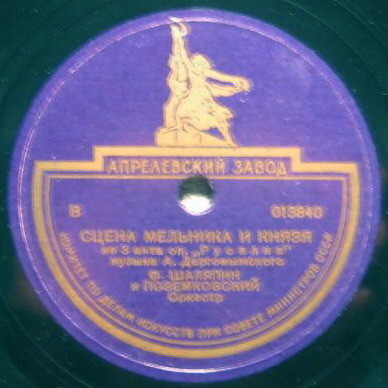 АПРЕЛЕВСКИЙ ЗАВОД
В 013840
СЦЕНА МЕЛЬНИКА И КНЯЗЯ
из 3 акта оп. „Русалка"
музыка А. Даргомыжского
Ф. ШАЛЯПИН
и ПОЗЕМКОВСКИЙ
Оркестр
КОМИТЕТ ПО ДЕЛАМ ИСКУССТВ ПРИ СОВЕТЕ МИНИСТРОВ СССР